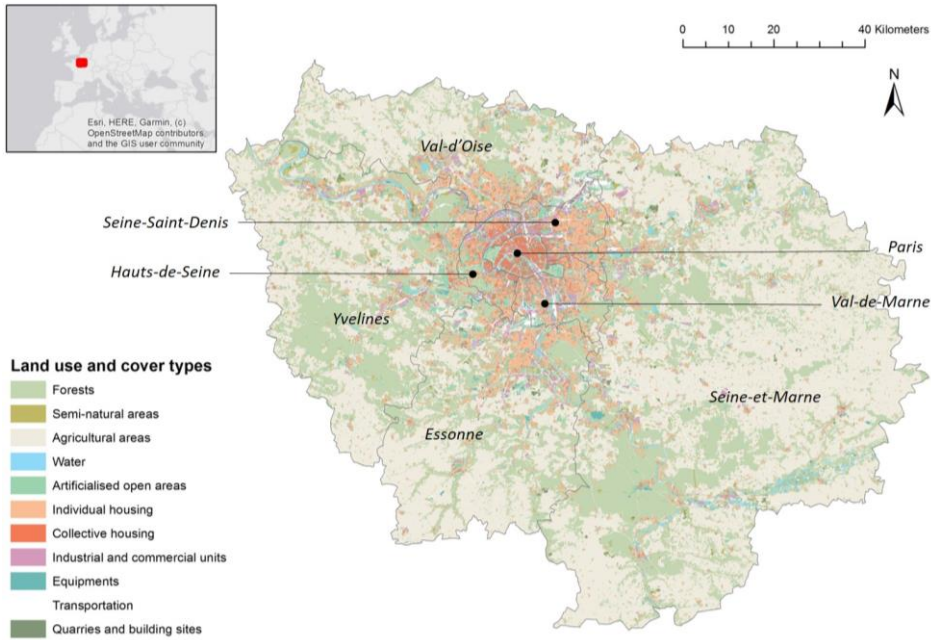 0 10 20 40 Kilometers
N
Esri, HERE, Garmin, (c)
OpenStreetMap contributors,
and the GIS user community
Val-d'Oise
Seine-Saint-Denis
Paris
Hauts-de-Seine
Val-de-Marne
Yvelines
Seine-et-Marne
Essonne
Land use and cover types
Forests
Semi-natural areas
Agricultural areas
Water
Artificialised open areas
Individual housing
Collective housing
Industrial and commercial units
Equipments
Transportation
Quarries and building sites